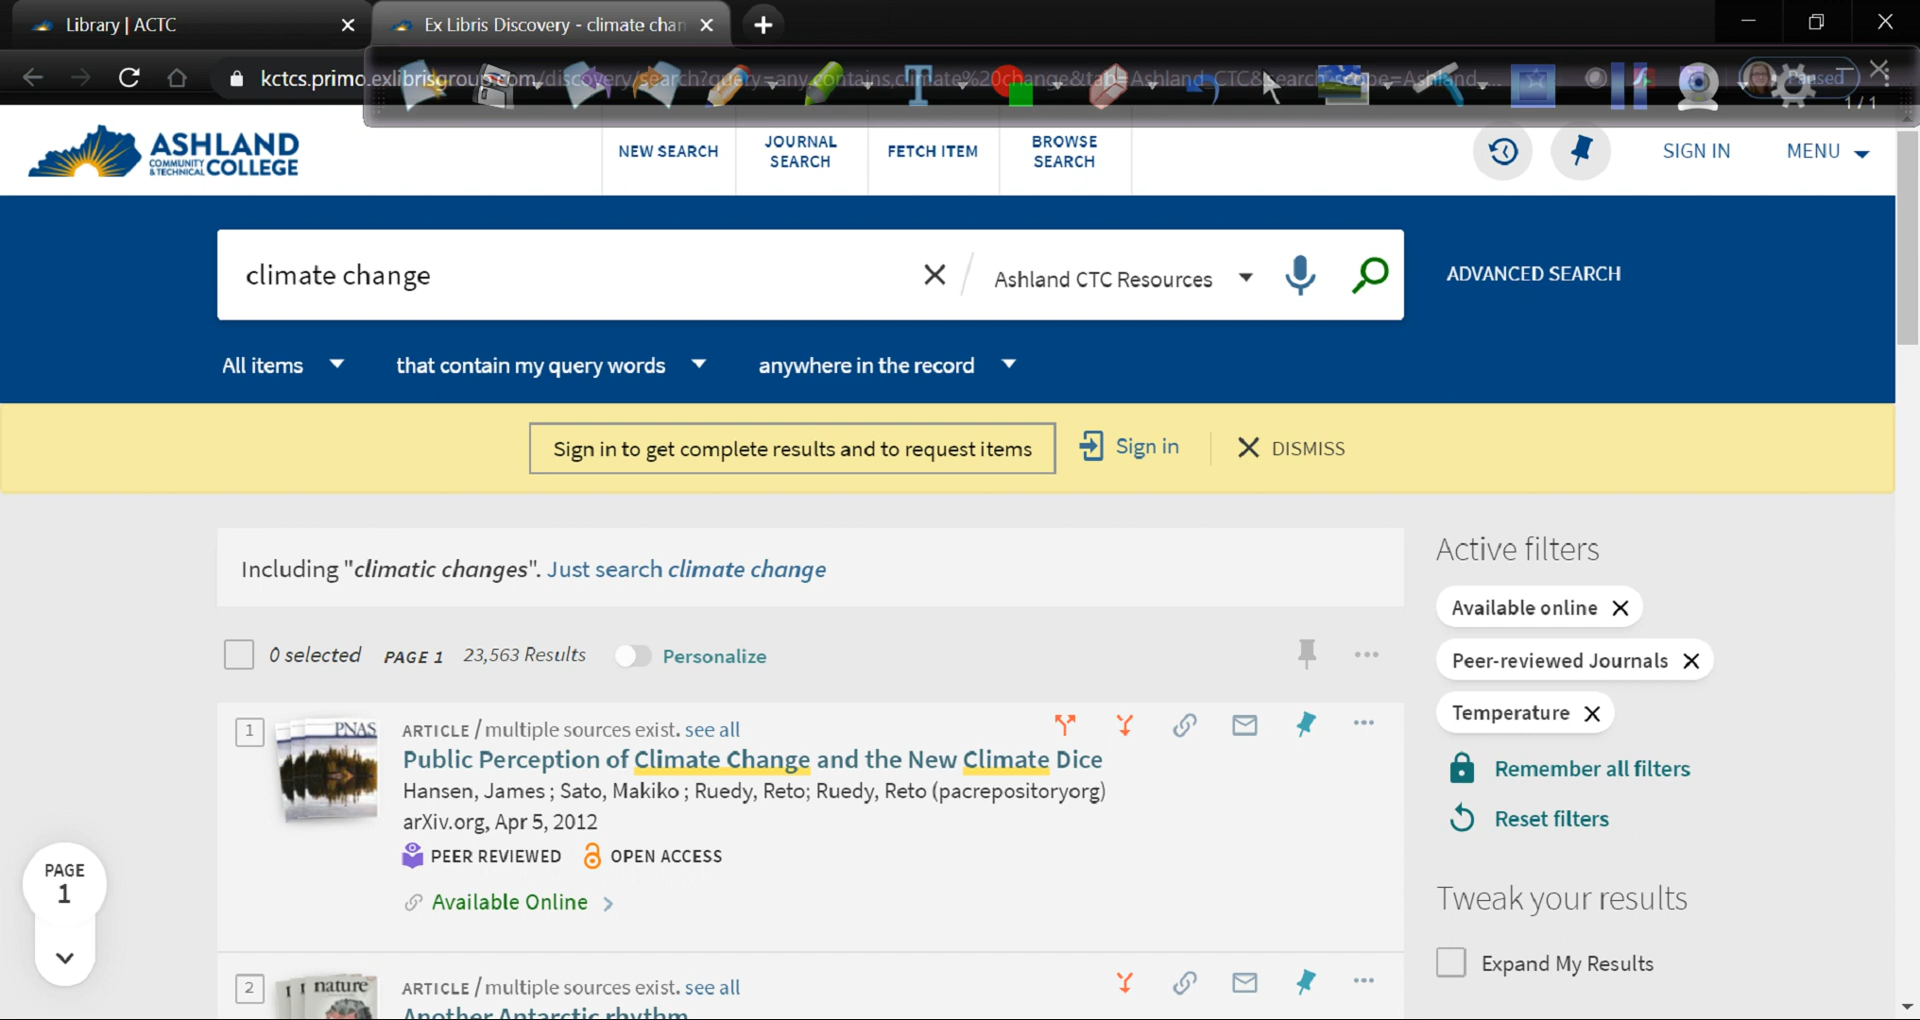 Library | ACTC
Ex Libris Discovery - climate chan
kctcs.primo.exlibrisgroup.com/discovery/search?query=any,contains,climate%20change&tab=Ashland_CTC&search_scope=Ashland_...
Paused
1 / 1
ASHLAND
COMMUNITY
& TECHNICAL COLLEGE
NEW SEARCH
JOURNAL
SEARCH
FETCH ITEM
BROWSE
SEARCH
SIGN IN
MENU
climate change
Ashland CTC Resources
ADVANCED SEARCH
All items
that contain my query words
anywhere in the record
Sign in to get complete results and to request items
Sign in
DISMISS
Including "climatic changes". Just search climate change
0 selected PAGE 1 23,563 Results
Personalize
1
PNAS
ARTICLE / multiple sources exist. see all
Public Perception of Climate Change and the New Climate Dice
Hansen, James ; Sato, Makiko ; Ruedy, Reto; Ruedy, Reto (pacrepositoryorg)
arXiv.org, Apr 5, 2012
PEER REVIEWED OPEN ACCESS
Available Online
2
nature
ARTICLE / multiple sources exist. see all
Another Antarctic rhythm
PAGE
1
Active filters
Available online
Peer-reviewed Journals
Temperature
Remember all filters
Reset filters
Tweak your results
Expand My Results